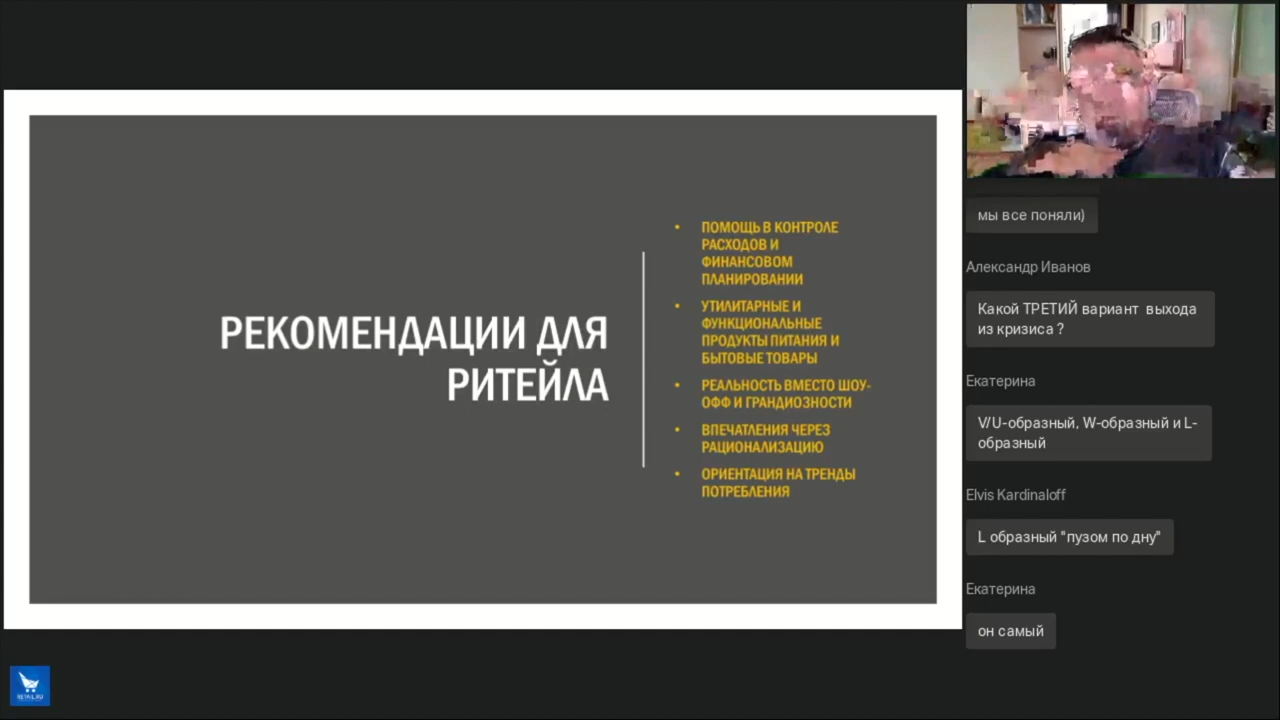 РЕКОМЕНДАЦИИ ДЛЯ
РИТЕЙЛА
• ПОМОЩЬ В КОНТРОЛЕ
РАСХОДОВ И
ФИНАНСОВОМ
ПЛАНИРОВАНИИ
• УТИЛИТАРНЫЕ И
ФУНКЦИОНАЛЬНЫЕ
ПРОДУКТЫ ПИТАНИЯ И
БЫТОВЫЕ ТОВАРЫ
• РЕАЛЬНОСТЬ ВМЕСТО ШОУ-
ОФФ И ГРАНДИОЗНОСТИ
• ВПЕЧАТЛЕНИЯ ЧЕРЕЗ
РАЦИОНАЛИЗАЦИЮ
• ОРИЕНТАЦИЯ НА ТРЕНДЫ
ПОТРЕБЛЕНИЯ
мы все поняли)
Александр Иванов
Какой ТРЕТИЙ вариант выхода
из кризиса ?
Екатерина
V/U-образный, W-образный и L-
образный
Elvis Kardinaloff
L образный "пузом по дну"
Екатерина
он самый
RETAIL.RU